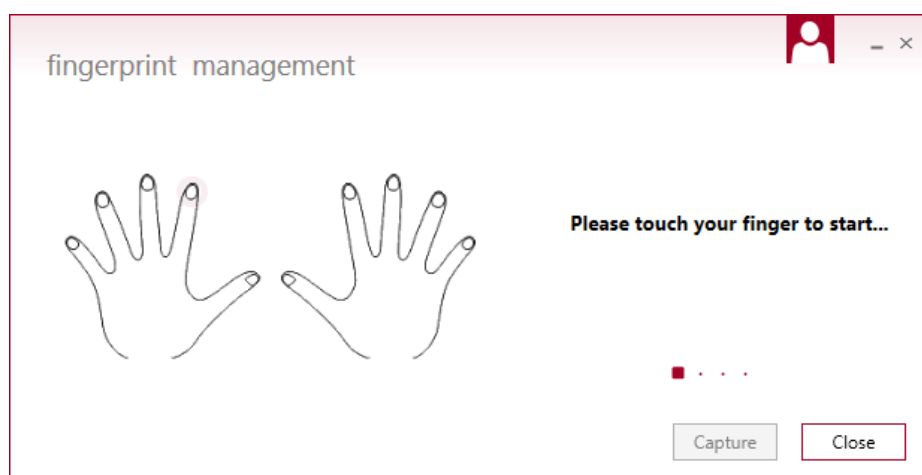 fingerprint management
Please touch your finger to start...
Capture
Close